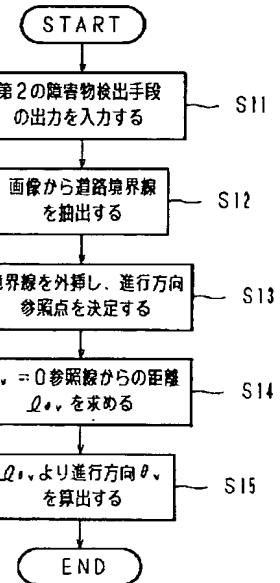 START
第2の障害物検出手段
の出力を入力する
S11
画像から道路境界線
を抽出する
S12
界線を外挿し、進行方向
参照点を決定する
S13
=0参照線からの距離
を求める
S14
より進行方向θv
を算出する
S15
END